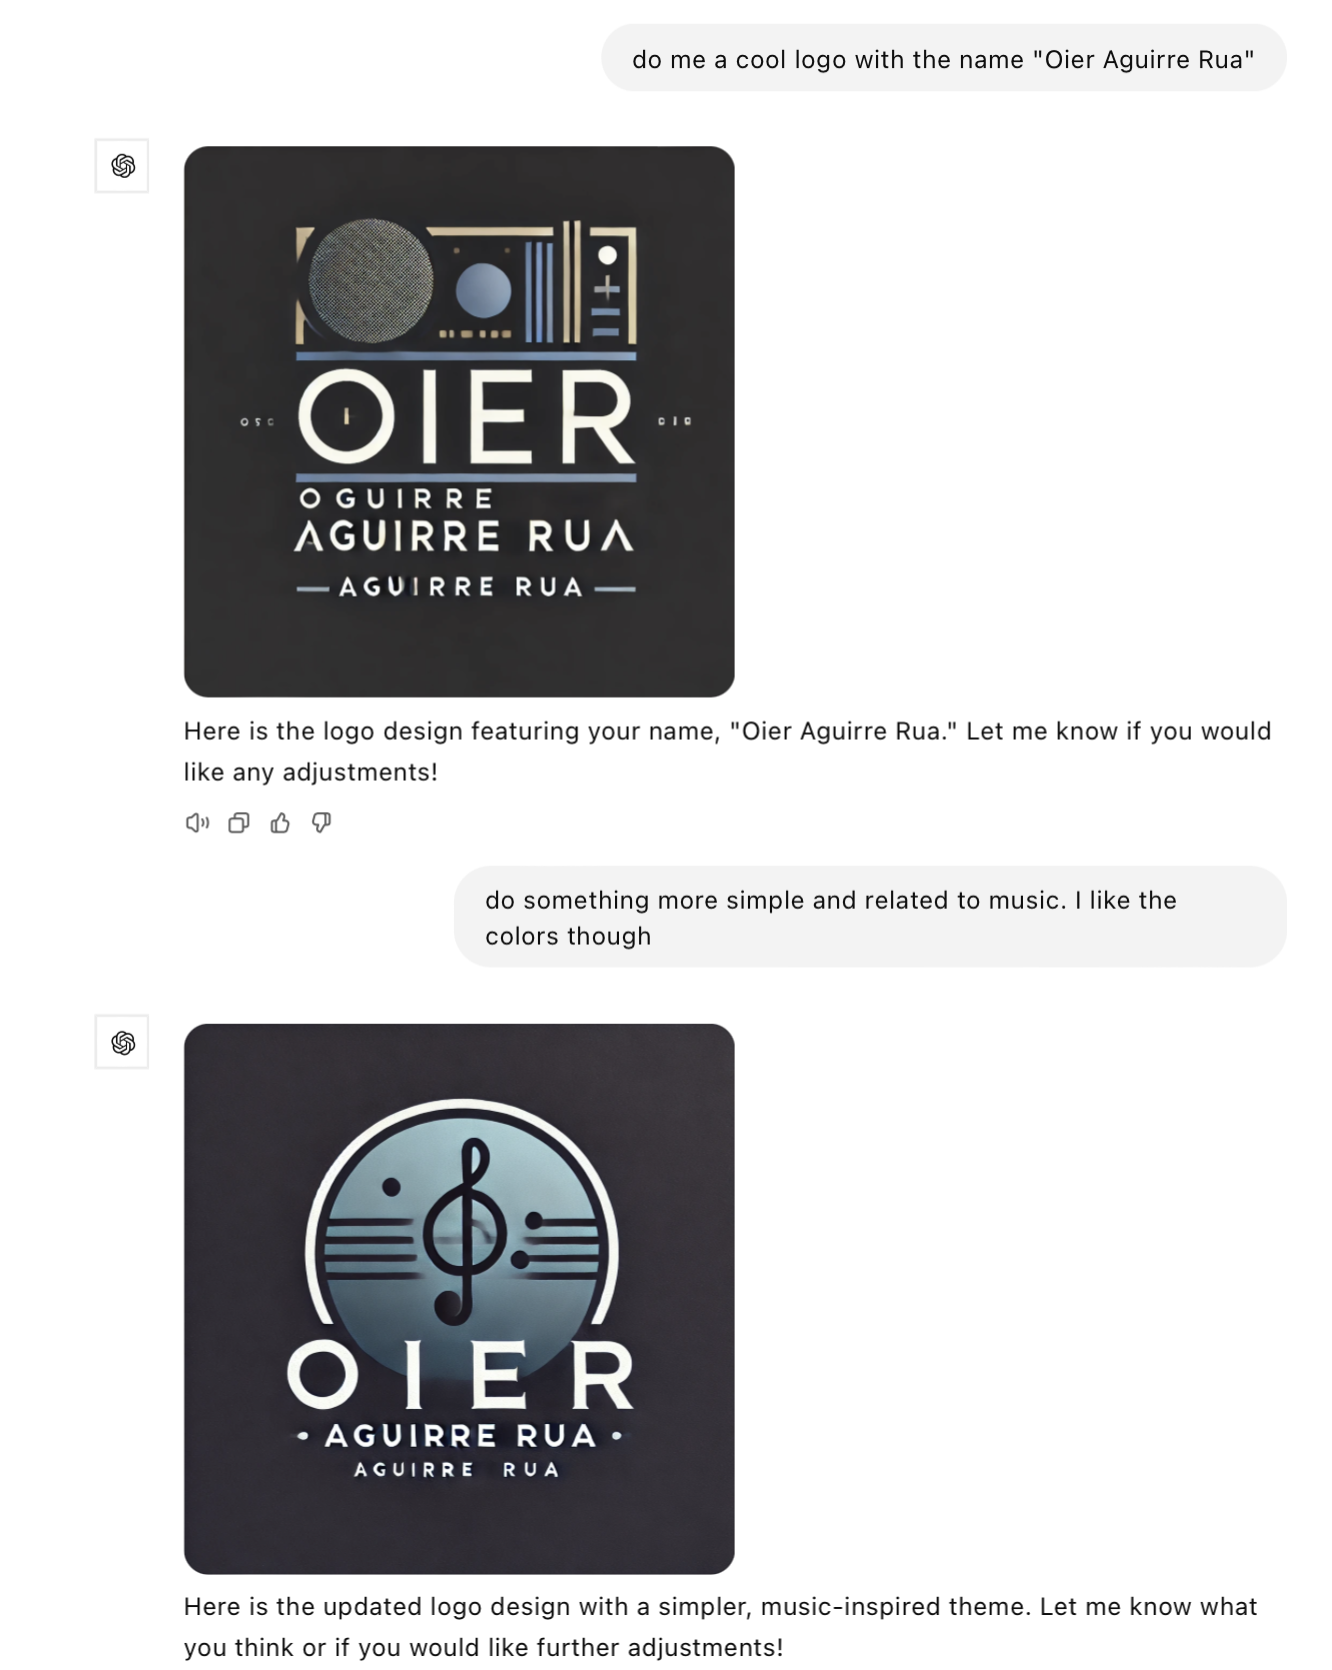 do me a cool logo with the name "Oier Aguirre Rua"
OIER
O GUIRRE
AGUIRRE RUA
AGUIRRE RUA
Here is the logo design featuring your name, "Oier Aguirre Rua." Let me know if you would
like any adjustments!
do something more simple and related to music. I like the
colors though
OIER
AGUIRRE RUA
AGUIRRE RUA
Here is the updated logo design with a simpler, music-inspired theme. Let me know what
you think or if you would like further adjustments!